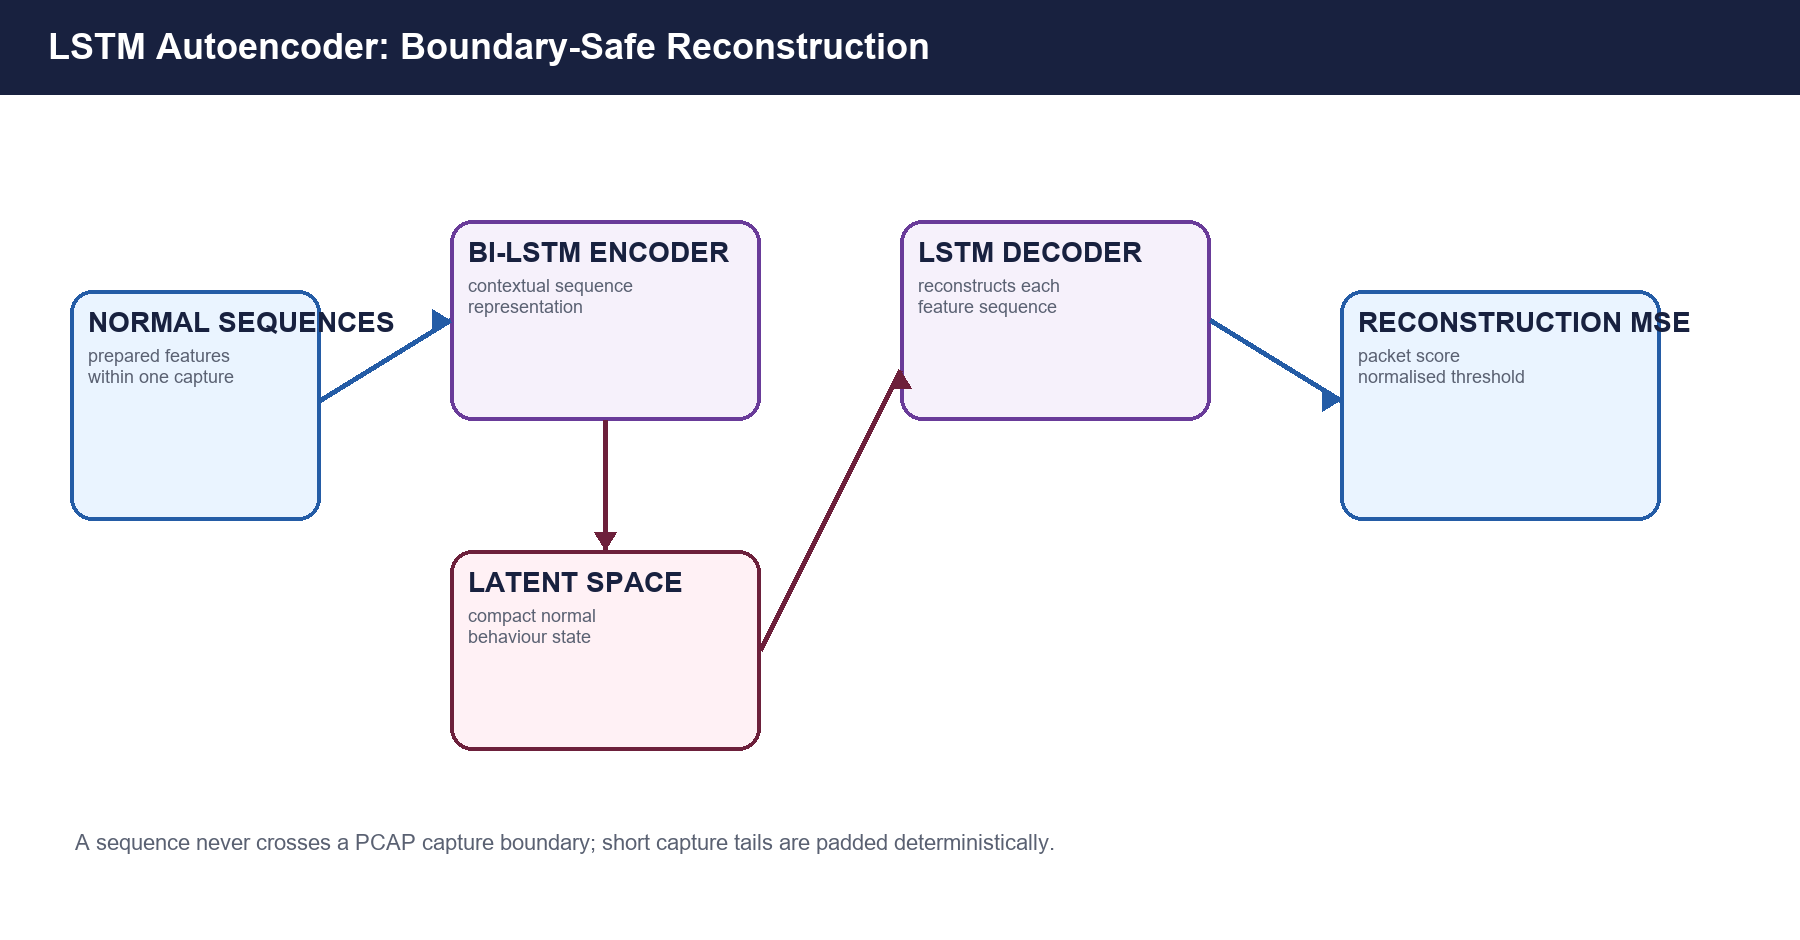 LSTM Autoencoder: Boundary-Safe Reconstruction
NORMAL SEQUENCES
prepared features
within one capture
BI-LSTM ENCODER
contextual sequence
representation
LATENT SPACE
compact normal
behaviour state
LSTM DECODER
reconstructs each
feature sequence
RECONSTRUCTION MSE
packet score
normalised threshold
A sequence never crosses a PCAP capture boundary; short capture tails are padded deterministically.